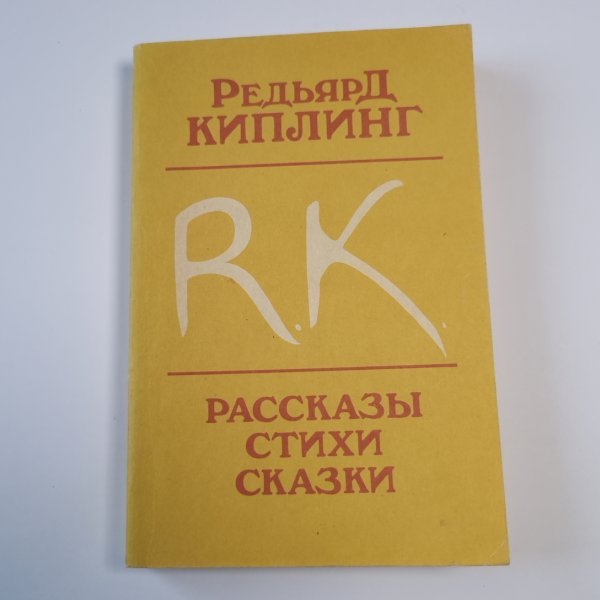 Редьярд
Киплинг
R.K.
Рассказы
Стихи
Сказки